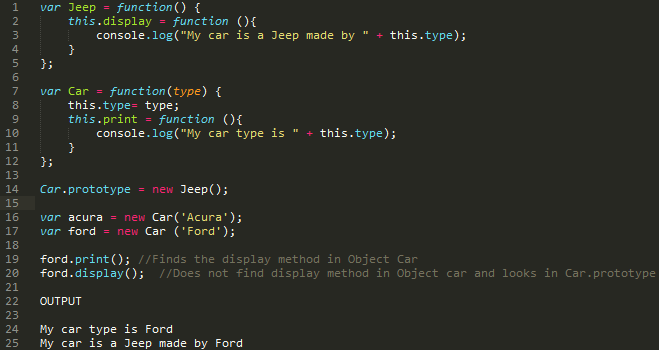 1 var Jeep = function() {
2 this.display = function (){
3 console.log("My car is a Jeep made by " + this.type);
4 }
5 };
6
7 var Car = function(type) {
8 this.type= type;
9 this.print = function (){
10 console.log("My car type is " + this.type);
11 }
12 };
13
14 Car.prototype = new Jeep();
15
16 var acura = new Car('Acura');
17 var ford = new Car ('Ford');
18
19 ford.print(); //Finds the display method in Object Car
20 ford.display();  //Does not find display method in Object car and looks in Car.prototype
21
22 OUTPUT
23
24 My car type is Ford
25 My car is a Jeep made by Ford